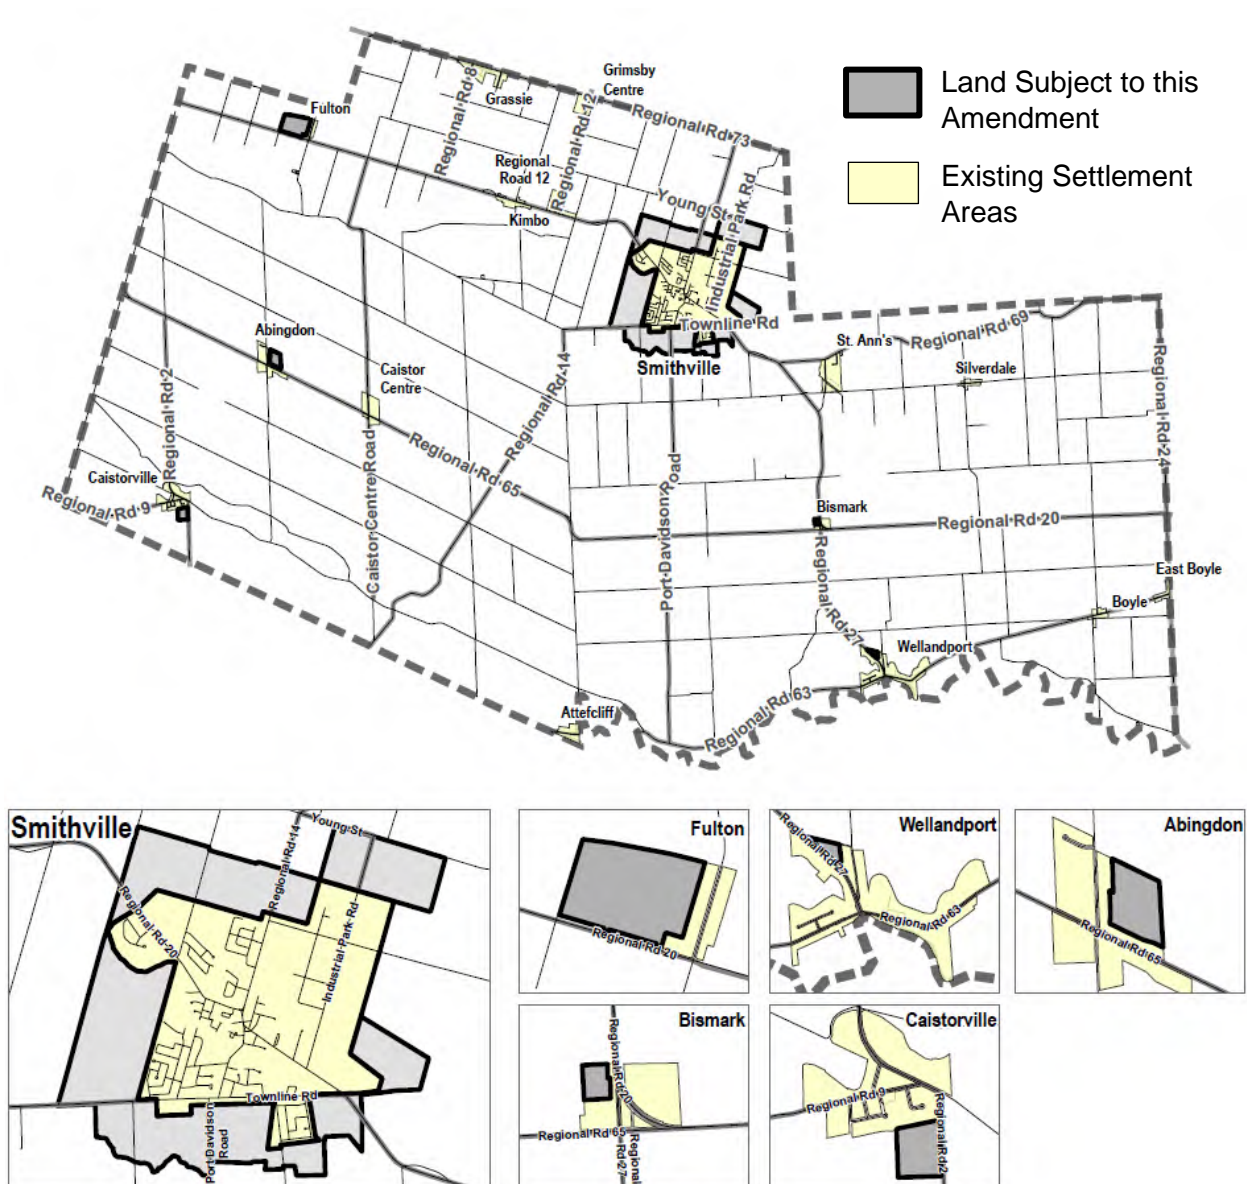 Land Subject to this
Amendment
Existing Settlement
Areas
Grassie
Grimsby
Centre
Regional Rd 8
Regional Rd 12
Regional Rd 73
Fulton
Regional
Road 12
Kimbo
Young St
Industrial Park Rd
Townline Rd
Smithville
Abingdon
Caistor
Centre
Regional Rd 14
St. Ann's
Regional Rd 69
Silverdale
Regional Rd 2
Regional Rd 24
Caistorville
Regional Rd 9
Caistor Centre Road
Regional Rd 65
Port Davidson Road
Bismark
Regional Rd 20
Regional Rd 27
East Boyle
Boyle
Wellandport
Attefcliff
Regional Rd 63
Smithville
Young St
Regional Rd 14
Regional Rd 20
Industrial Park Rd
Townline Rd
Port Davidson
Road
Fulton
Regional Rd 20
Wellandport
Regional Rd 27
Regional Rd 63
Abingdon
Regional Rd 65
Bismark
Regional Rd 20
Regional Rd 65
Regional
Rd 27
Caistorville
Regional Rd 9
Regional Rd 2